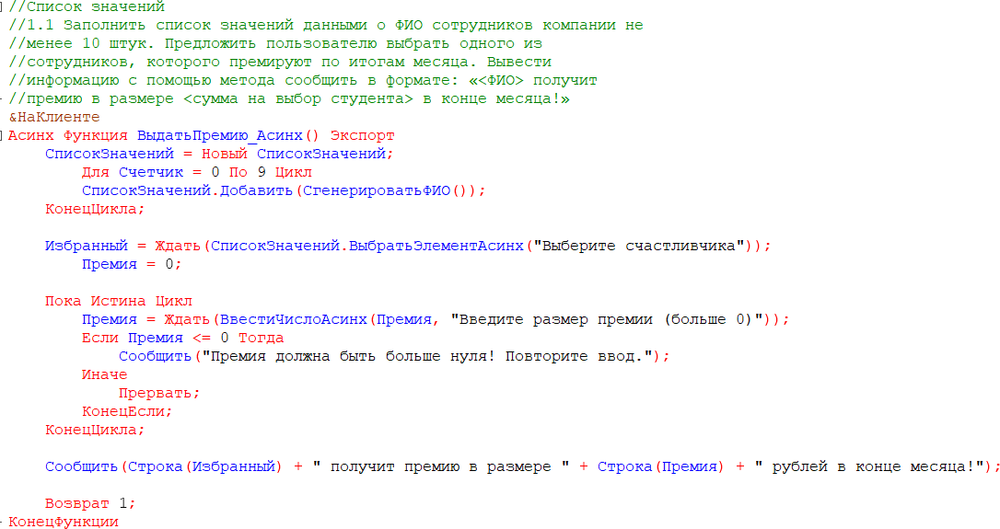 //Список значений
//1.1 Заполнить список значений данными о ФИО сотрудников компании не
//менее 10 штук. Предложить пользователю выбрать одного из
//сотрудников, которого премируют по итогам месяца. Вывести
//информацию с помощью метода сообщить в формате: «<ФИО> получит
//премию в размере <сумма на выбор студента> в конце месяца!»
&НаКлиенте
Асинх Функция ВыдатьПремию_Асинх() Экспорт
СписокЗначений = Новый СписокЗначений;
Для Счетчик = 0 По 9 Цикл
СписокЗначений.Добавить(СгенерироватьФИО());
КонецЦикла;
Избранный = Ждать(СписокЗначений.ВыбратьЭлементАсинх("Выберите счастливчика"));
Премия = 0;
Пока Истина Цикл
Премия = Ждать(ВвестиЧислоАсинх(Премия, "Введите размер премии (больше 0)"));
Если Премия <= 0 Тогда
Сообщить("Премия должна быть больше нуля! Повторите ввод.");
Иначе
Прервать;
КонецЕсли;
КонецЦикла;
Сообщить(Строка(Избранный) + " получит премию в размере " + Строка(Премия) + " рублей в конце месяца!");
Возврат 1;
КонецФункции